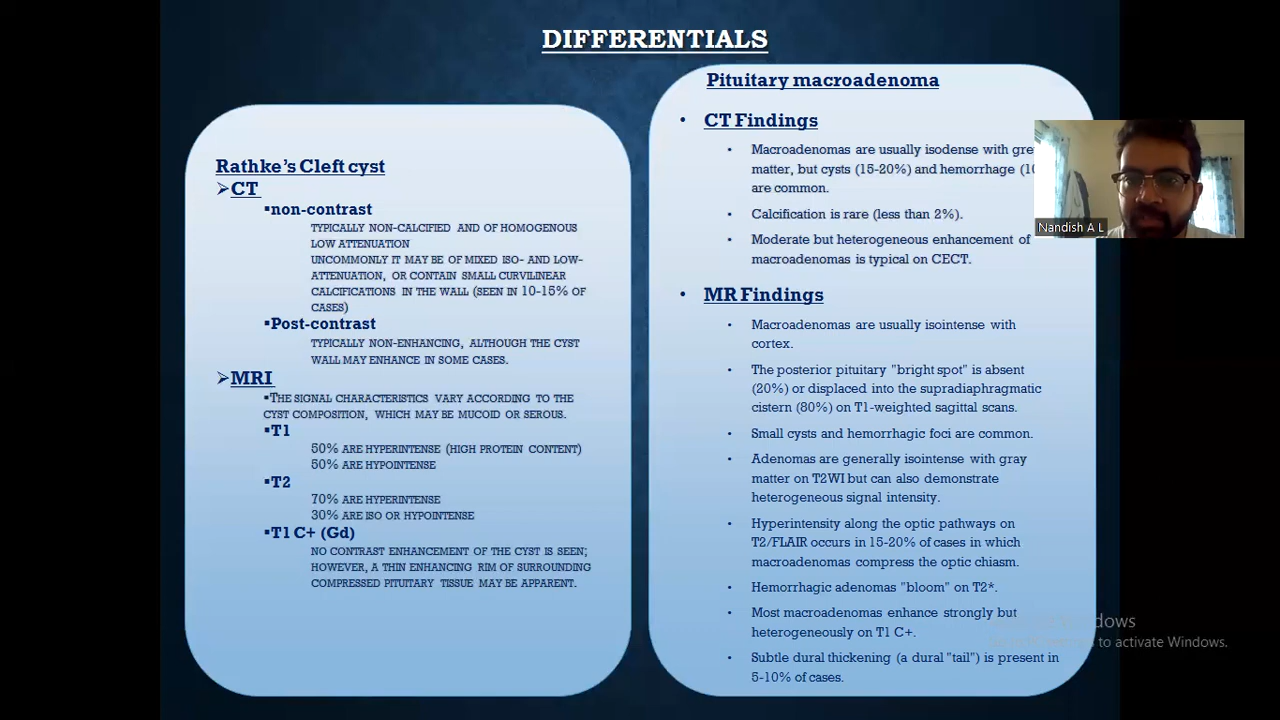 DIFFERENTIALS
Rathke's Cleft cyst
CT
non-contrast
TYPICALLY NON-CALCIFIED AND OF HOMOGENOUS
LOW ATTENUATION
UNCOMMONLY IT MAY BE OF MIXED ISO- AND LOW-
ATTENUATION, OR CONTAIN SMALL CURVILINEAR
CALCIFICATIONS IN THE WALL (SEEN IN 10-15% OF
CASES)
Post-contrast
TYPICALLY NON-ENHANCING, ALTHOUGH THE CYST
WALL MAY ENHANCE IN SOME CASES.
MRI
THE SIGNAL CHARACTERISTICS VARY ACCORDING TO THE
CYST COMPOSITION, WHICH MAY BE MUCOID OR SEROUS.
T1
50% ARE HYPERINTENSE (HIGH PROTEIN CONTENT)
50% ARE HYPOINTENSE
T2
70% ARE HYPERINTENSE
30% ARE ISO OR HYPOINTENSE
T1 C+ (Gd)
NO CONTRAST ENHANCEMENT OF THE CYST IS SEEN;
HOWEVER, A THIN ENHANCING RIM OF SURROUNDING
COMPRESSED PITUITARY TISSUE MAY BE APPARENT.
Pituitary macroadenoma
CT Findings
Macroadenomas are usually isodense with
matter, but cysts (15-20%) and hemorrhage
are common.
Calcification is rare (less than 2%).
Moderate but heterogeneous enhancement of
macroadenomas is typical on CECT.
MR Findings
Macroadenomas are usually isointense with
cortex.
The posterior pituitary "bright spot" is absent
(20%) or displaced into the supradiaphragmatic
cistern (80%) on T1-weighted sagittal scans.
Small cysts and hemorrhagic foci are common.
Adenomas are generally isointense with gray
matter on T2WI but can also demonstrate
heterogeneous signal intensity.
Hyperintensity along the optic pathways on
T2/FLAIR occurs in 15-20% of cases in which
macroadenomas compress the optic chiasm.
Hemorrhagic adenomas "bloom" on T2*.
Most macroadenomas enhance strongly but
heterogeneously on T1 C+.
Subtle dural thickening (a dural "tail") is present in
5-10% of cases.
Nandish A L
to activate Windows.